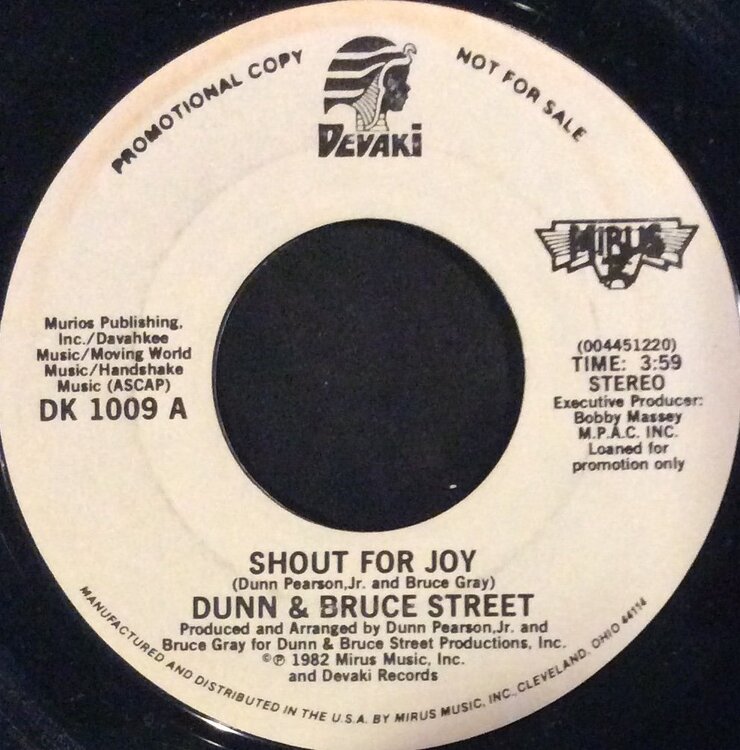 PROMOTIONAL COPY
NOT FOR SALE
DEVAKI
MIRUS
Murios Publishing,
Inc./Davahkee
Music/Moving World
Music/Handshake
Music (ASCAP)
DK 1009 A
(004451220)
TIME: 3:59
STEREO
Executive Producer:
Bobby Massey
M.P.A.C. INC.
Loaned for
promotion only
SHOUT FOR JOY
(Dunn Pearson,Jr. and Bruce Gray)
DUNN & BRUCE STREET
Produced and Arranged by Dunn Pearson,Jr. and
Bruce Gray for Dunn & Bruce Street Productions, Inc.
©℗ 1982 Mirus Music, Inc.
and Devaki Records
MANUFACTURED AND DISTRIBUTED IN THE U.S.A. BY MIRUS MUSIC, INC., CLEVELAND, OHIO 44114